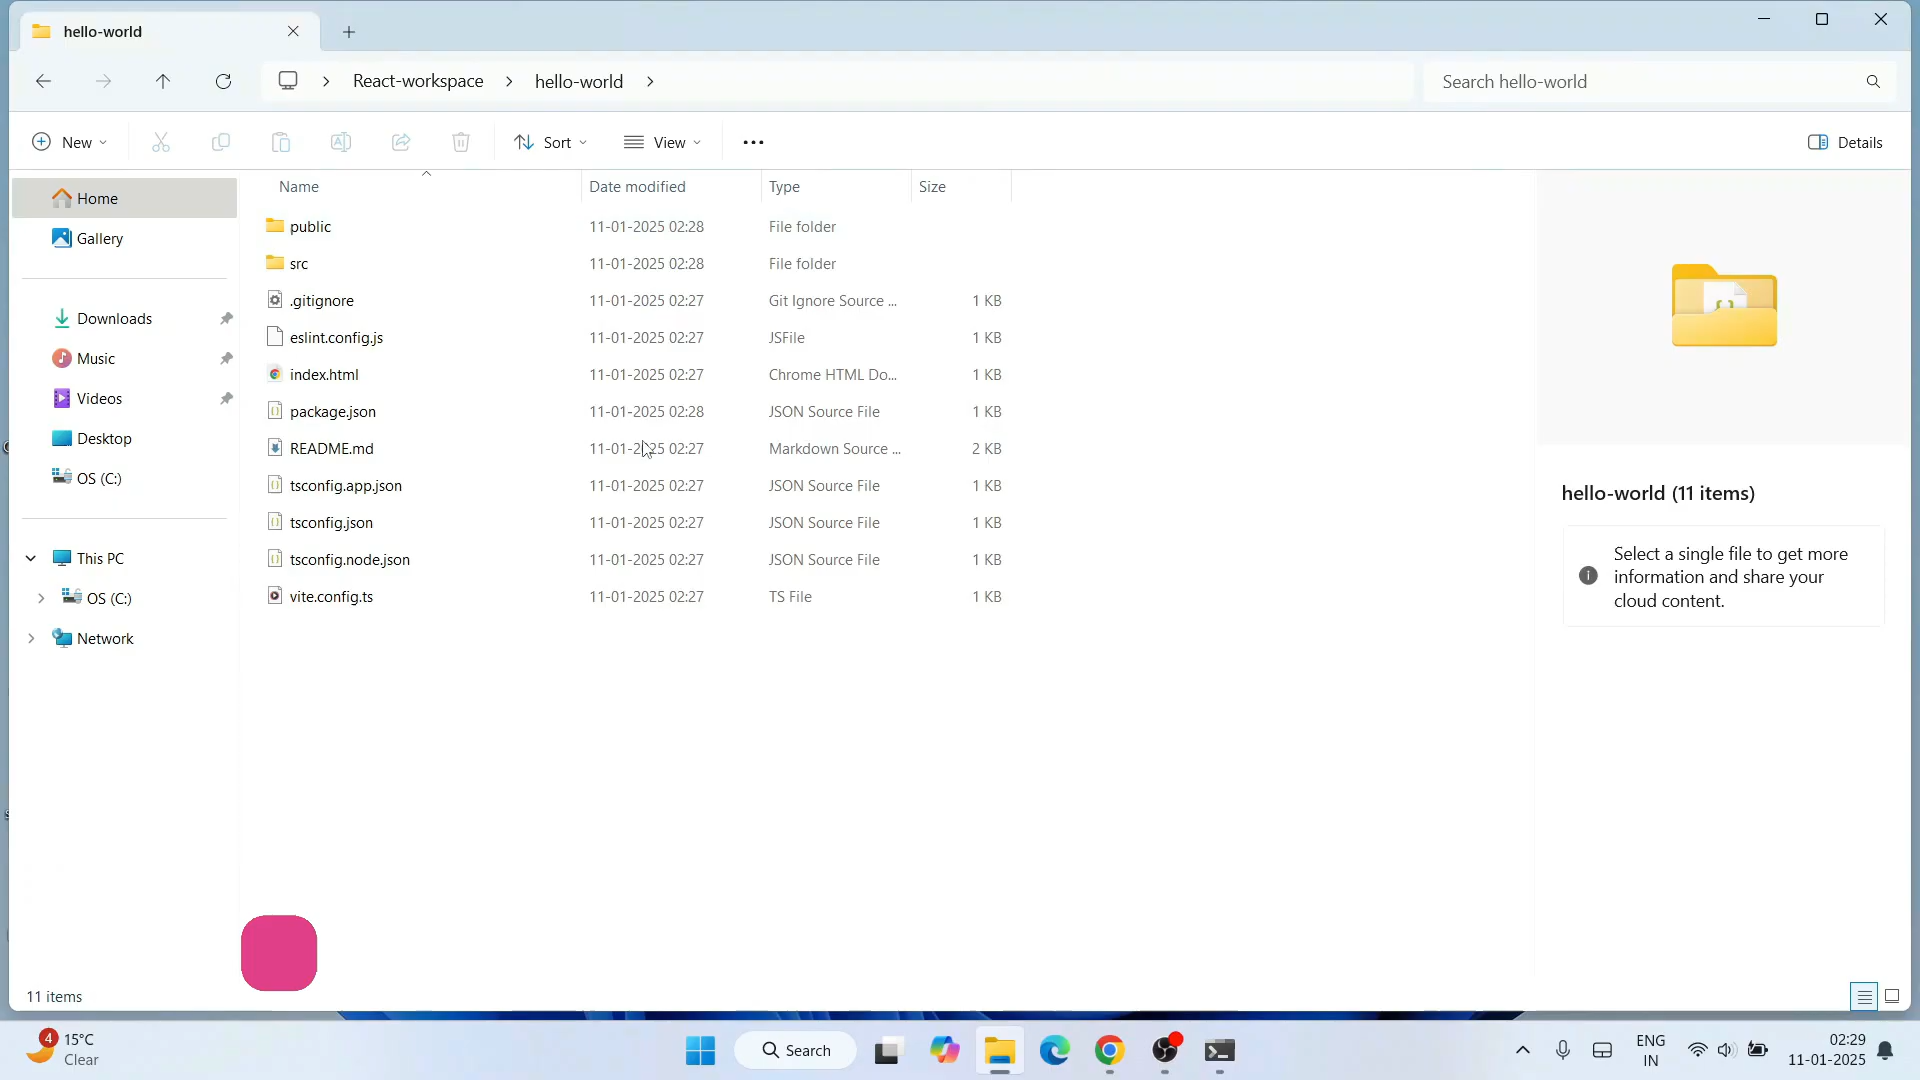 hello-world
React-workspace
hello-world
Search hello-world
New
Sort
View
Details
Home
Gallery
Downloads
Music
Videos
Desktop
OS (C:)
This PC
OS (C:)
Network
Name Date modified Type Size
public 11-01-2025 02:28 File folder
src 11-01-2025 02:28 File folder
.gitignore 11-01-2025 02:27 Git Ignore Source ... 1 KB
eslint.config.js 11-01-2025 02:27 JSFile 1 KB
index.html 11-01-2025 02:27 Chrome HTML Do... 1 KB
package.json 11-01-2025 02:28 JSON Source File 1 KB
README.md 11-01-2025 02:27 Markdown Source ... 2 KB
tsconfig.app.json 11-01-2025 02:27 JSON Source File 1 KB
tsconfig.json 11-01-2025 02:27 JSON Source File 1 KB
tsconfig.node.json 11-01-2025 02:27 JSON Source File 1 KB
vite.config.ts 11-01-2025 02:27 TS File 1 KB
hello-world (11 items)
Select a single file to get more
information and share your
cloud content.
11 items
4
15°C
Clear
Search
ENG
IN
02:29
11-01-2025